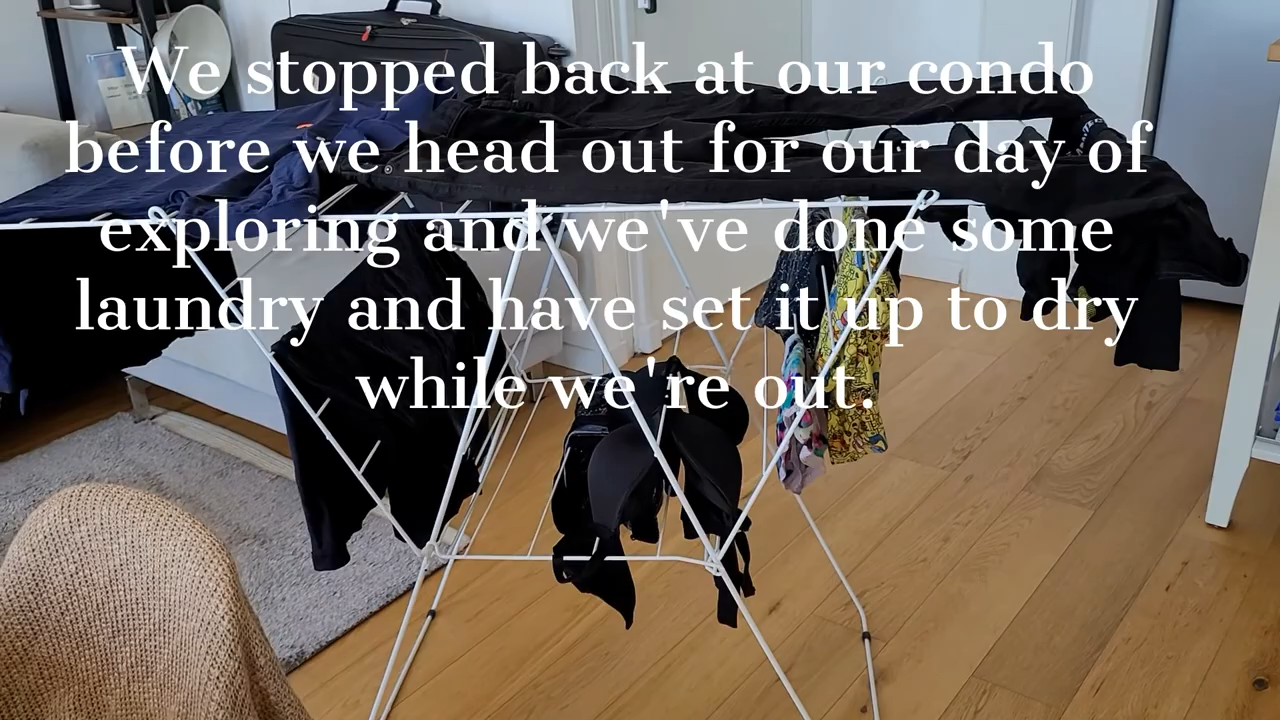 We stopped back at our condo
before we head out for our day of
exploring and we've done some
laundry and have set it up to dry
while we're out.